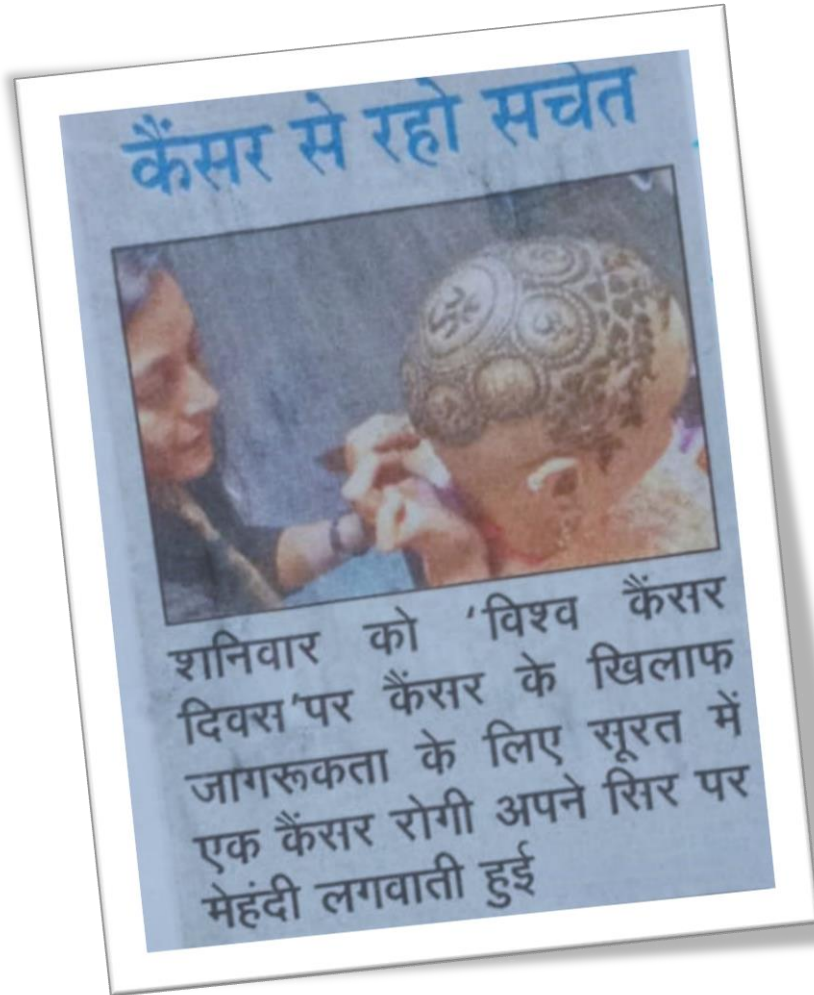 कैंसर से रहो सचेत
शनिवार को 'विश्व कैंसर
दिवस'पर कैंसर के खिलाफ
जागरूकता के लिए सूरत में
एक कैंसर रोगी अपने सिर पर
मेहंदी लगवाती हुई